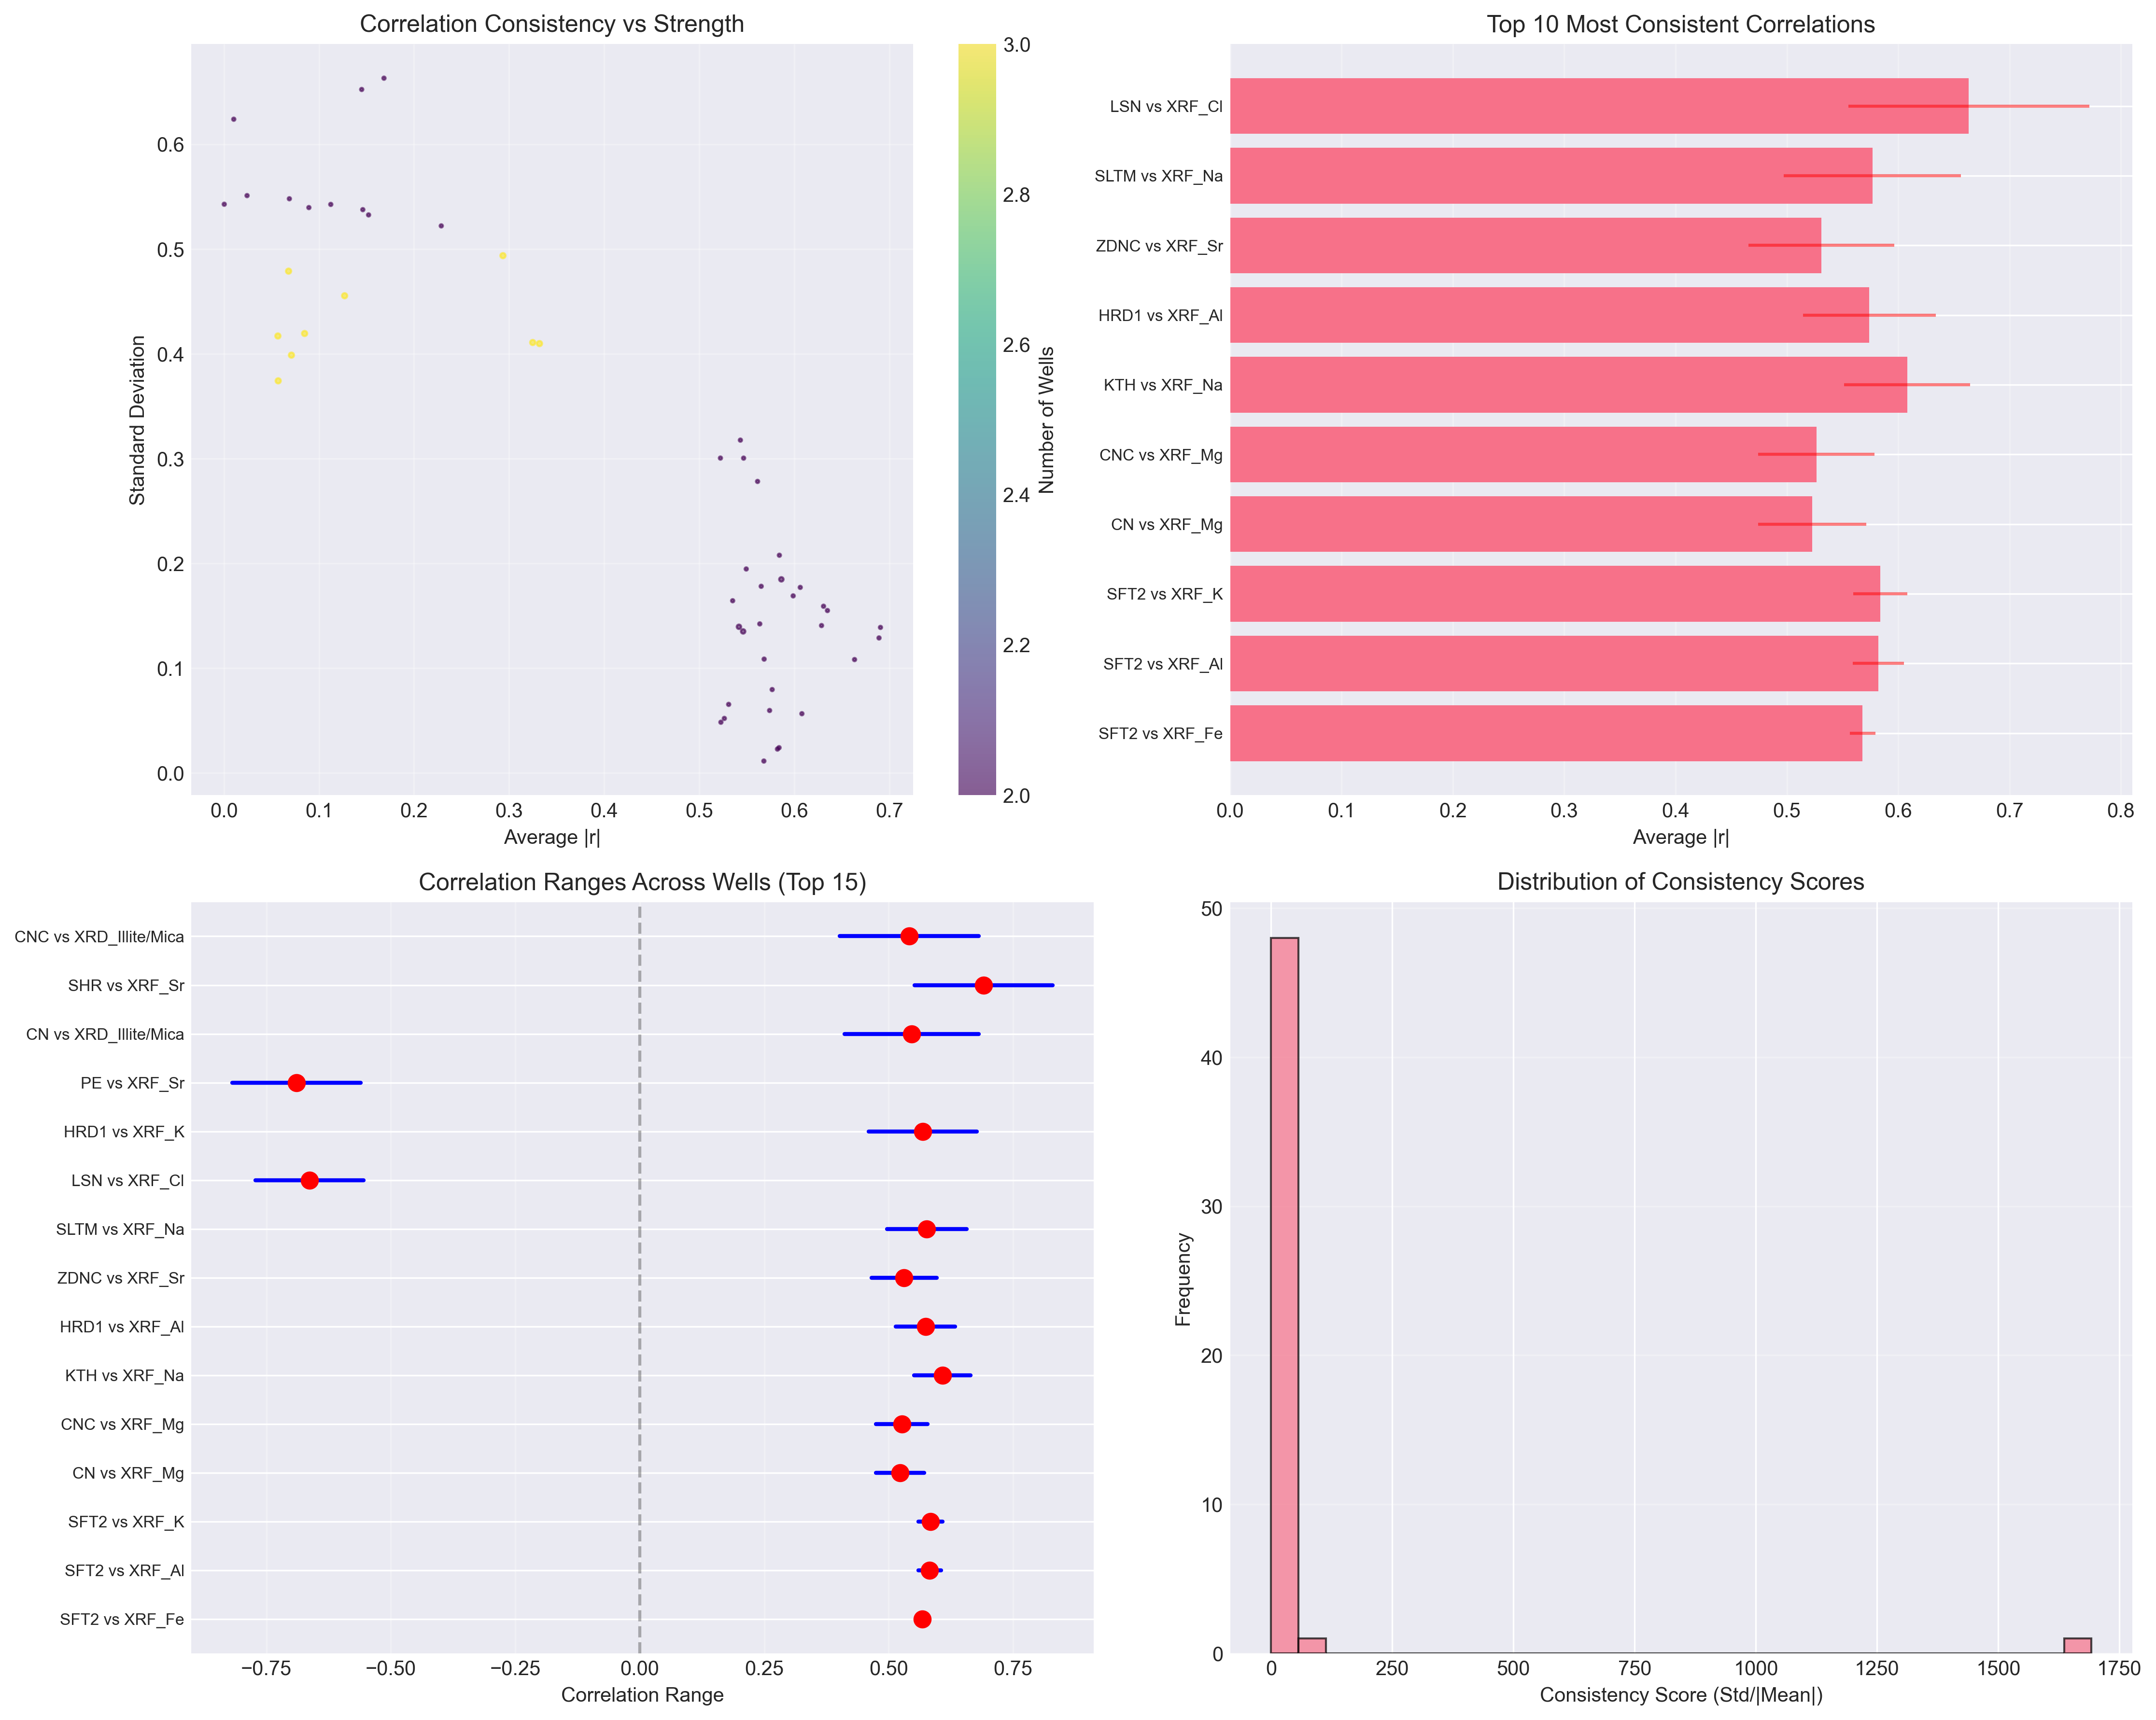 Correlation Consistency vs Strength
Standard Deviation
0.6
0.5
0.4
0.3
0.2
0.1
0.0
0.0 0.1 0.2 0.3 0.4 0.5 0.6 0.7
Average |r|
3.0
2.8
2.6
2.4
2.2
2.0
Number of Wells
Top 10 Most Consistent Correlations
LSN vs XRF_Cl
SLTM vs XRF_Na
ZDNC vs XRF_Sr
HRD1 vs XRF_Al
KTH vs XRF_Na
CNC vs XRF_Mg
CN vs XRF_Mg
SFT2 vs XRF_K
SFT2 vs XRF_Al
SFT2 vs XRF_Fe
0.0 0.1 0.2 0.3 0.4 0.5 0.6 0.7 0.8
Average |r|
Correlation Ranges Across Wells (Top 15)
CNC vs XRD_Illite/Mica
SHR vs XRF_Sr
CN vs XRD_Illite/Mica
PE vs XRF_Sr
HRD1 vs XRF_K
LSN vs XRF_Cl
SLTM vs XRF_Na
ZDNC vs XRF_Sr
HRD1 vs XRF_Al
KTH vs XRF_Na
CNC vs XRF_Mg
CN vs XRF_Mg
SFT2 vs XRF_K
SFT2 vs XRF_Al
SFT2 vs XRF_Fe
−0.75 −0.50 −0.25 0.00 0.25 0.50 0.75
Correlation Range
Distribution of Consistency Scores
Frequency
50
40
30
20
10
0
0 250 500 750 1000 1250 1500 1750
Consistency Score (Std/|Mean|)